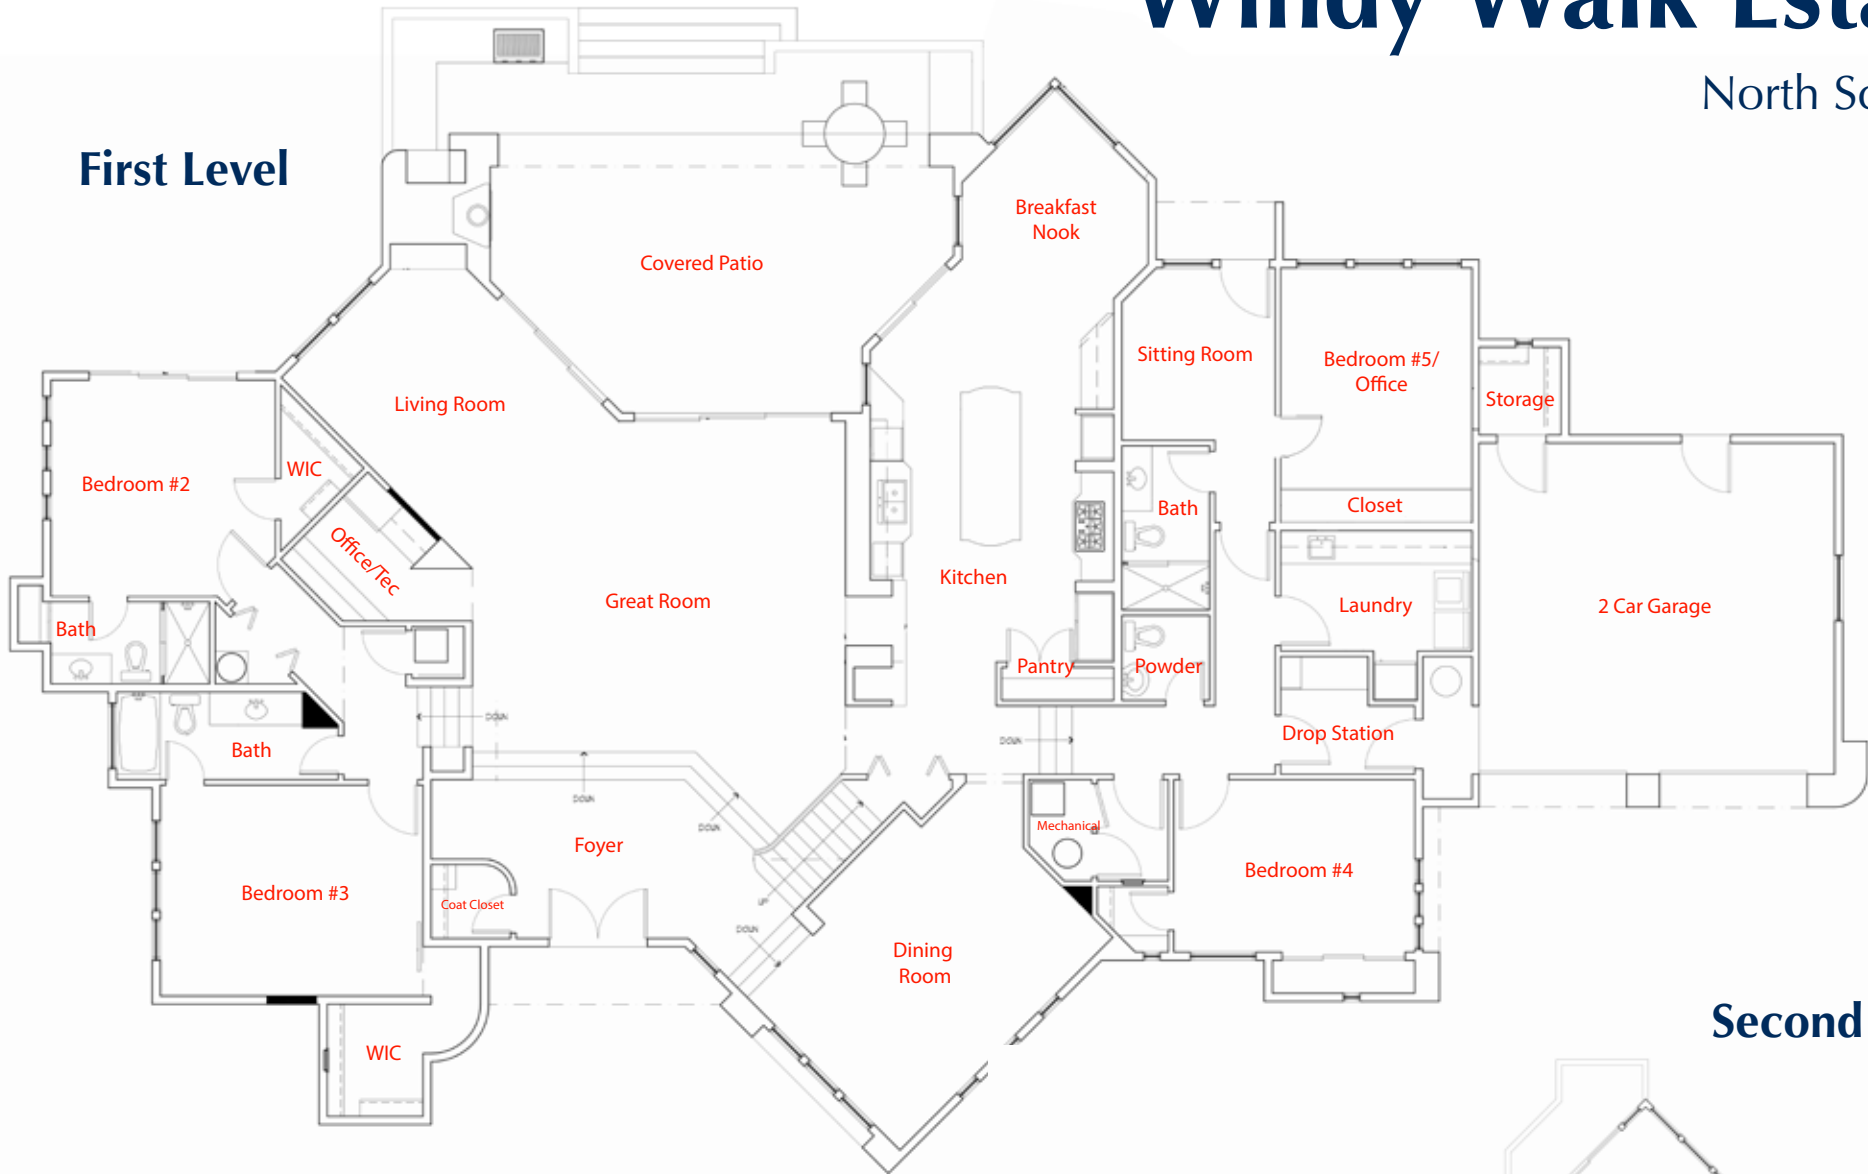 Windy Walk Esta
North Sc
First Level
Breakfast
Nook
Covered Patio
Sitting Room
Bedroom #5/
Office
Storage
Living Room
WIC
Bedroom #2
Closet
Bath
Office/Tec
Kitchen
Great Room
Laundry
2 Car Garage
Bath
Pantry
Powder
DOWN
DOWN
Drop Station
Bath
DOWN
DOWN
Mechanical
Foyer
Bedroom #4
Bedroom #3
Coat Closet
UP
DOWN
Dining
Room
Second
WIC